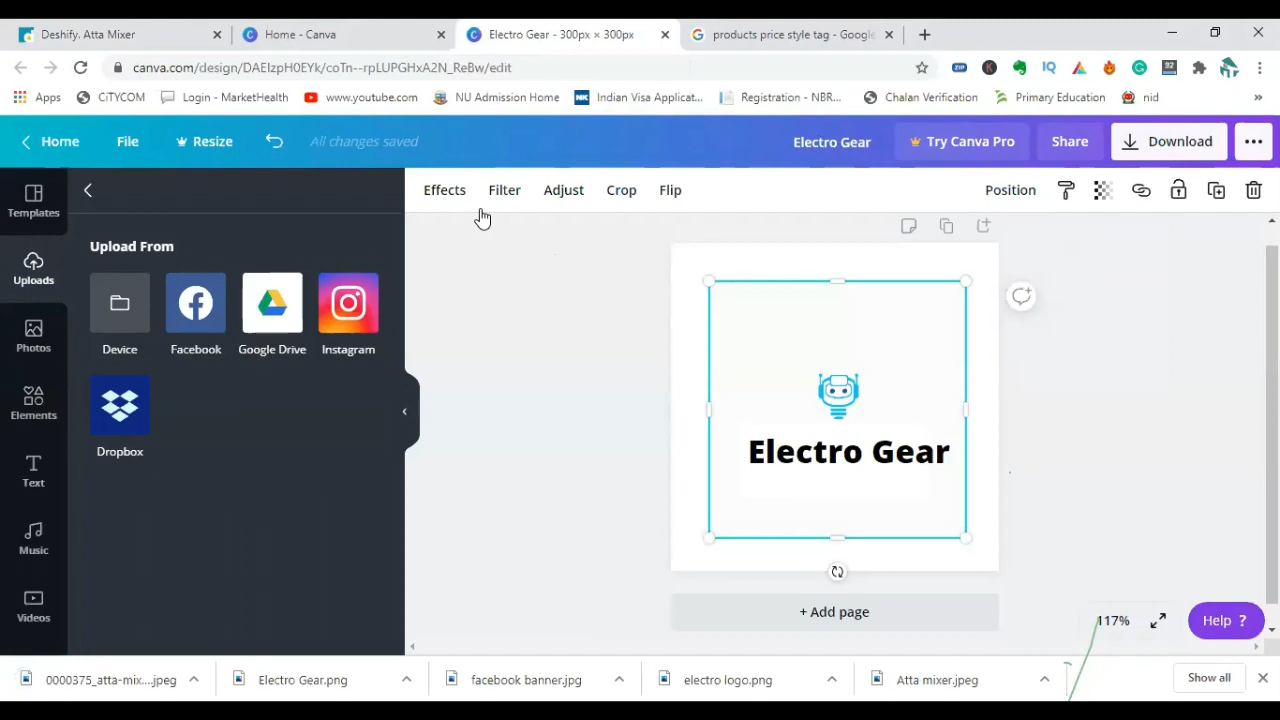 Deshify. Atta Mixer
Home - Canva
Electro Gear - 300px × 300px
products price style tag - Google
canva.com/design/DAEIzpH0EYk/coTn--rpLUPGHxA2N_ReBw/edit
ZIP
K
IQ
92
Apps
CiTYCOM
Login - MarketHealth
www.youtube.com
NU Admission Home
NK
Indian Visa Applicat...
Registration - NBR...
Chalan Verification
Primary Education
nid
»
Home
File
Resize
All changes saved
Electro Gear
Try Canva Pro
Share
Download
Templates
Uploads
Photos
Elements
Text
Music
Videos
Effects
Filter
Adjust
Crop
Flip
Position
Upload From
Device
Facebook
Google Drive
Instagram
Dropbox
Electro Gear
+ Add page
117%
Help ?
0000375_atta-mix....jpeg
Electro Gear.png
facebook banner.jpg
electro logo.png
Atta mixer.jpeg
Show all